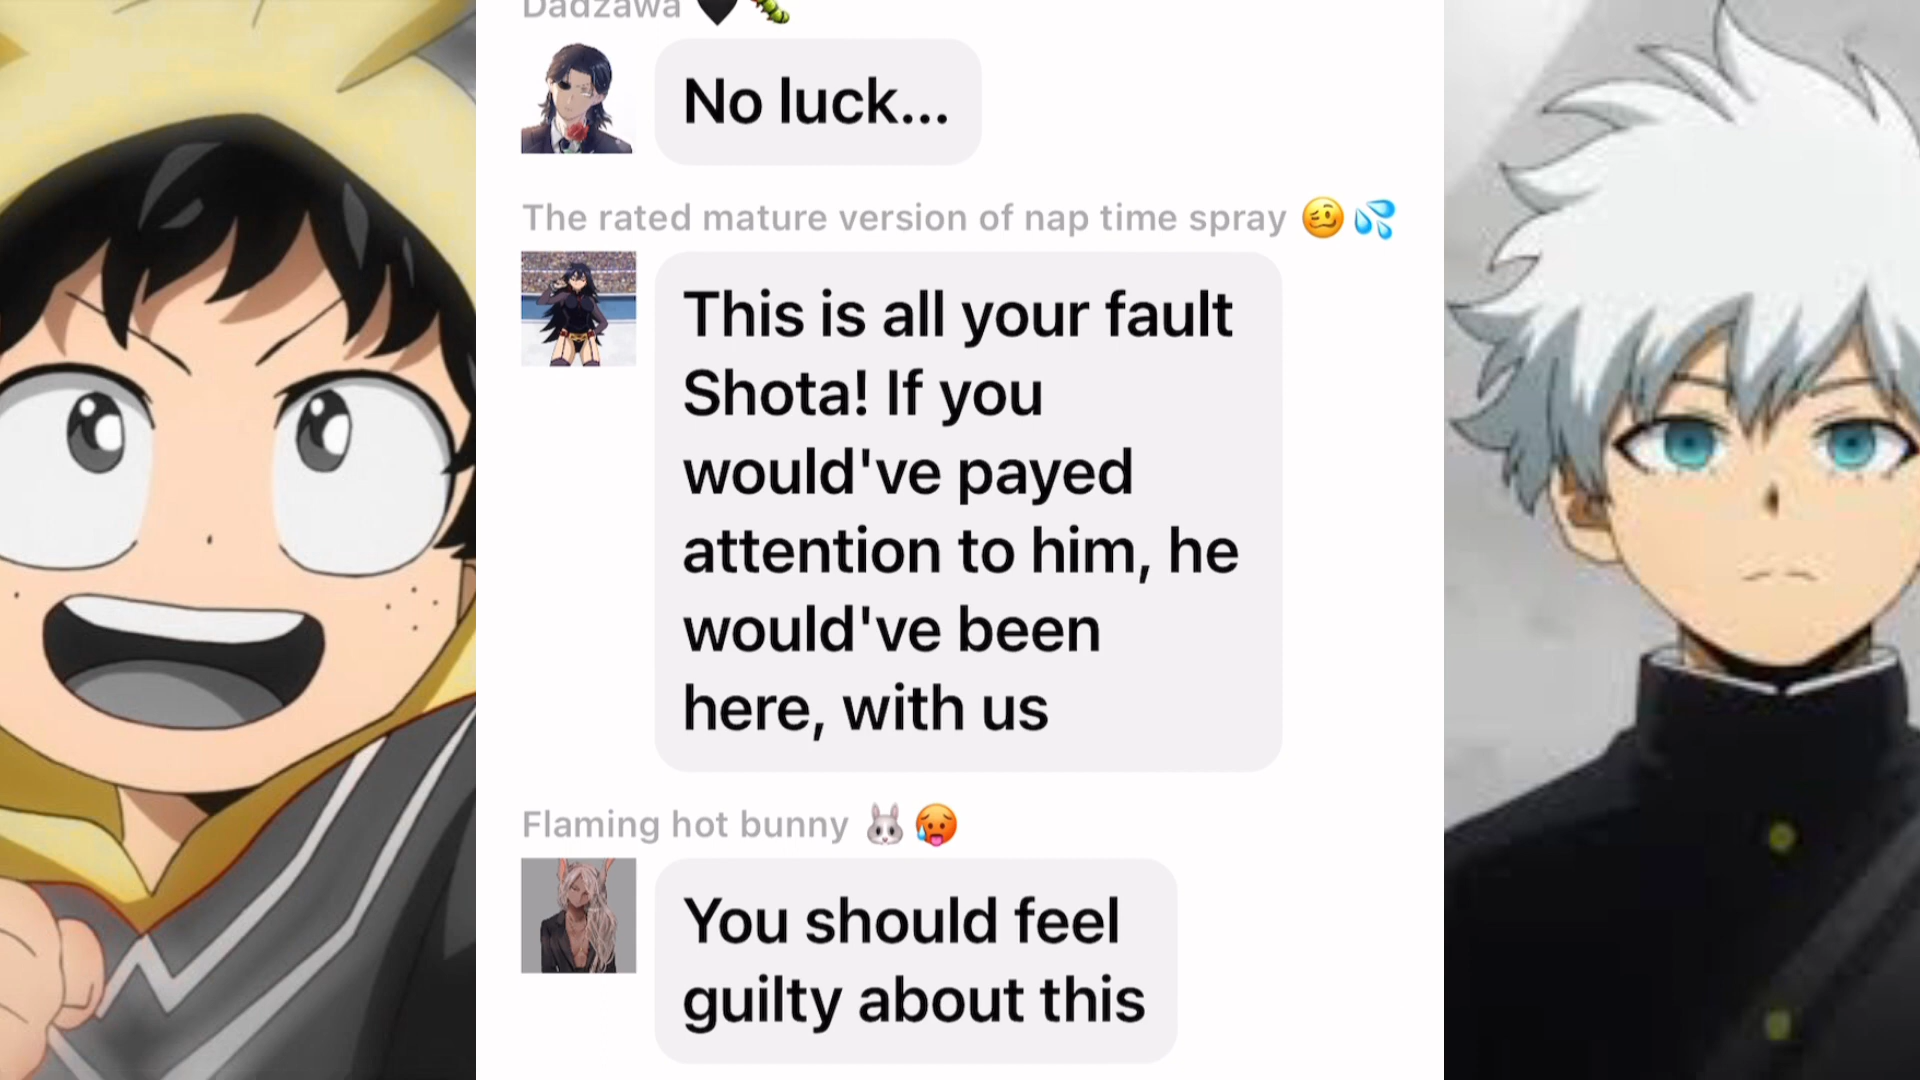 Dadzawa 🖤🐛
No luck...
The rated mature version of nap time spray 🥴💦
This is all your fault
Shota! If you
would've payed
attention to him, he
would've been
here, with us
Flaming hot bunny 🐰🥵
You should feel
guilty about this